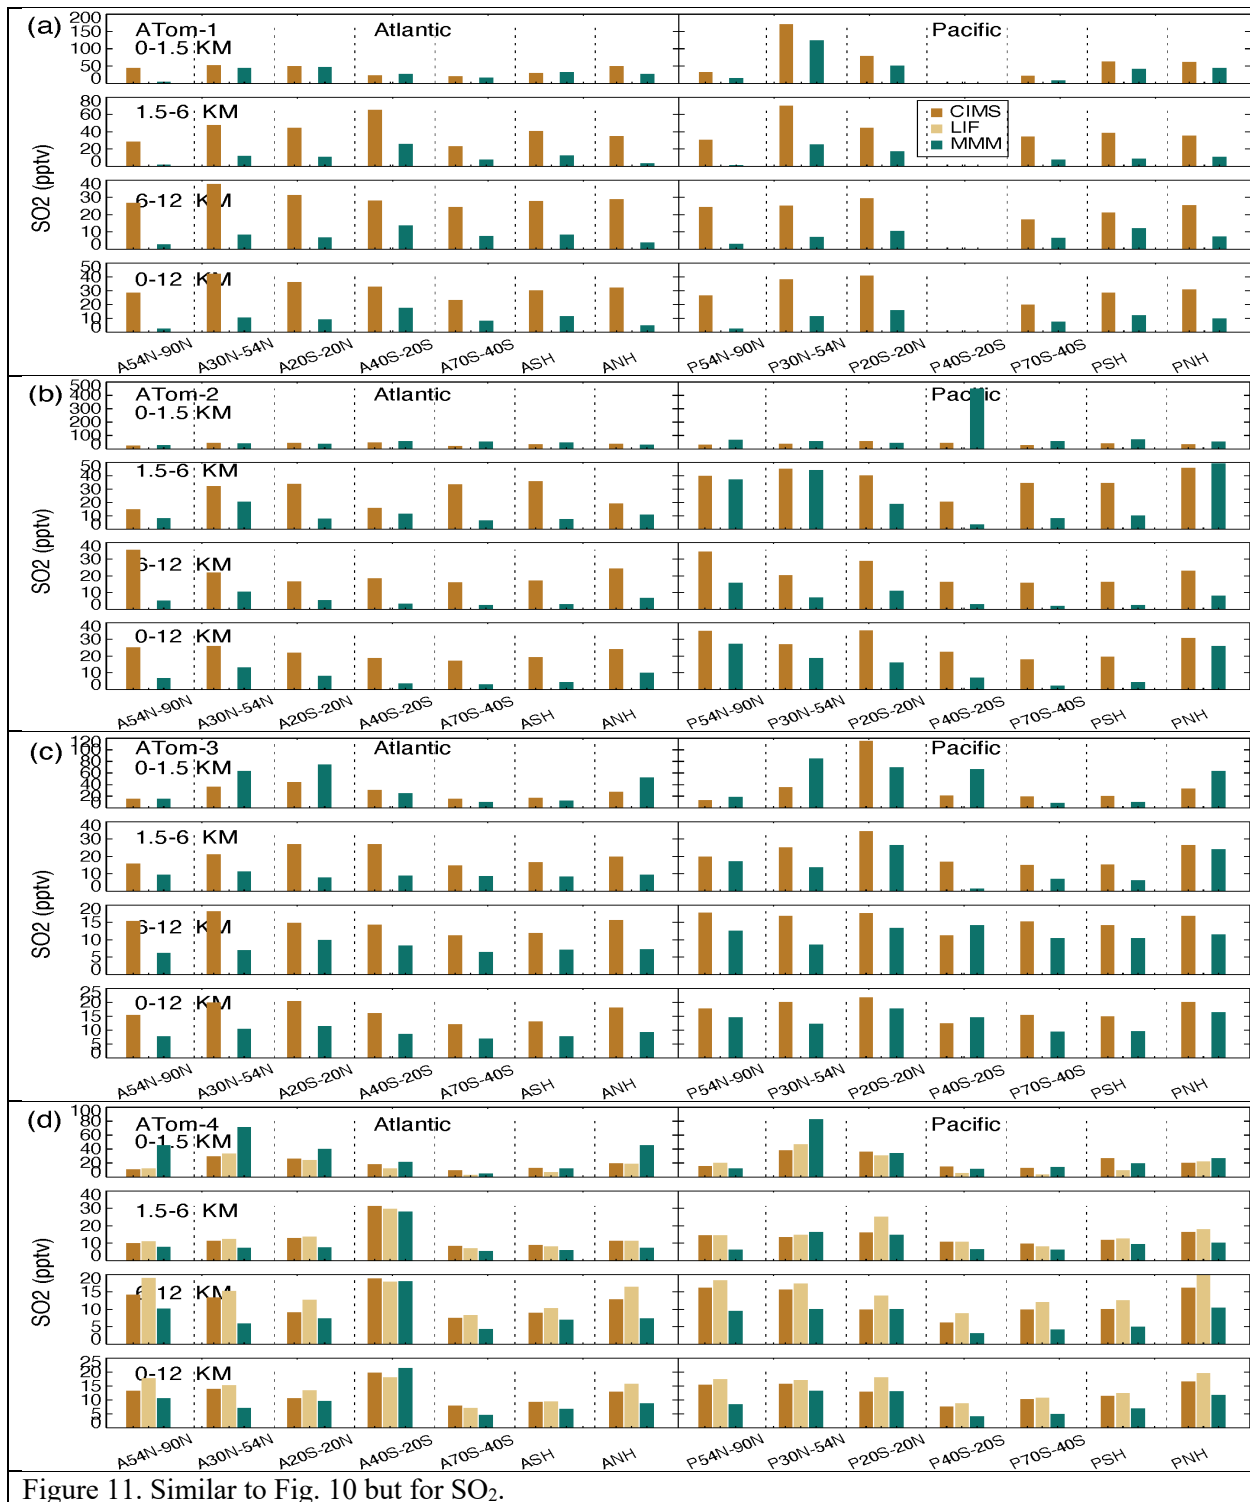 (a) ATom-1 Atlantic Pacific
0-1.5 KM
200
150
100
50
0
1.5-6 KM
80
60
40
20
0
CIMS
LIF
MMM
6-12 KM
40
30
20
10
0
0-12 KM
50
40
30
20
10
0
SO2 (pptv)
A54N-90N A30N-54N A20S-20N A40S-20S A70S-40S ASH ANH P54N-90N P30N-54N P20S-20N P40S-20S P70S-40S PSH PNH
(b) ATom-2 Atlantic Pacific
0-1.5 KM
500
400
300
200
100
0
1.5-6 KM
50
40
30
20
10
0
6-12 KM
40
30
20
10
0
0-12 KM
40
30
20
10
0
SO2 (pptv)
A54N-90N A30N-54N A20S-20N A40S-20S A70S-40S ASH ANH P54N-90N P30N-54N P20S-20N P40S-20S P70S-40S PSH PNH
(c) ATom-3 Atlantic Pacific
0-1.5 KM
120
100
80
60
40
20
0
1.5-6 KM
40
30
20
10
0
6-12 KM
20
15
10
5
0
0-12 KM
25
20
15
10
5
0
SO2 (pptv)
A54N-90N A30N-54N A20S-20N A40S-20S A70S-40S ASH ANH P54N-90N P30N-54N P20S-20N P40S-20S P70S-40S PSH PNH
(d) ATom-4 Atlantic Pacific
0-1.5 KM
100
80
60
40
20
0
1.5-6 KM
40
30
20
10
0
6-12 KM
20
15
10
5
0
0-12 KM
25
20
15
10
5
0
SO2 (pptv)
A54N-90N A30N-54N A20S-20N A40S-20S A70S-40S ASH ANH P54N-90N P30N-54N P20S-20N P40S-20S P70S-40S PSH PNH
Figure 11. Similar to Fig. 10 but for SO₂.